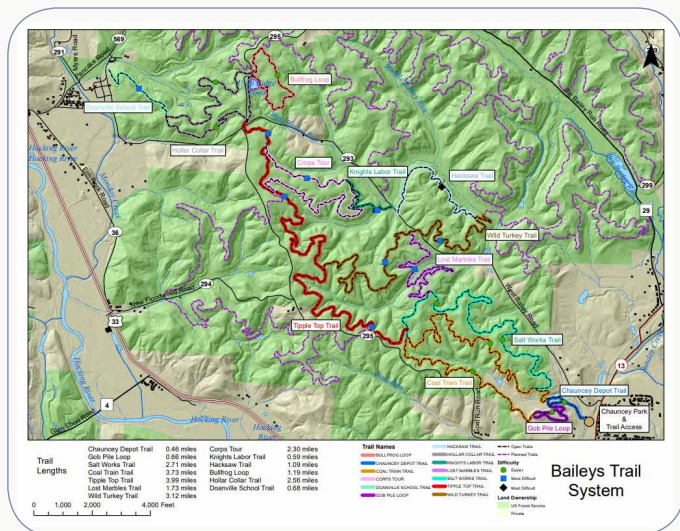 295
569
291
Myers Road
Bullfrog Loop
Doanville School Trail
Holler Collar Trail
Hocking River
Hocking River
Corps Tour
293
Knights Labor Trail
Hacksaw Trail
299
29
36
Wild Turkey Trail
Lost Marbles Trail
294
New Floodwood Road
33
Tipple Top Trail
295
Salt Works Trail
13
Coal Train Trail
Chauncey Depot Trail
Chauncey Park
&
Trail Access
Gob Pile Loop
4
Hocking River
Hocking
River
Trail
Lengths
Chauncey Depot Trail 0.46 miles
Gob Pile Loop 0.66 miles
Salt Works Trail 2.71 miles
Coal Train Trail 3.73 miles
Tipple Top Trail 3.99 miles
Lost Marbles Trail 1.73 miles
Wild Turkey Trail 3.12 miles
Corps Tour 2.30 miles
Knights Labor Trail 0.59 miles
Hacksaw Trail 1.09 miles
Bullfrog Loop 1.19 miles
Hollar Collar Trail 2.56 miles
Doanville School Trail 0.68 miles
0 1,000 2,000 4,000 Feet
Trail Names
BULLFROG LOOP
CHAUNCEY DEPOT TRAIL
COAL TRAIN TRAIL
CORPS TOUR
DOANVILLE SCHOOL TRAIL
GOB PILE LOOP
HACKSAW TRAIL
HOLLAR COLLAR TRAIL
KNIGHTS LABOR TRAIL
LOST MARBLES TRAIL
SALT WORKS TRAIL
TIPPLE TOP TRAIL
WILD TURKEY TRAIL
Open Trails
Planned Trails
Difficulty
Easier
More Difficult
Most Difficult
Land Ownership
US Forest Service
Private
Baileys Trail
System